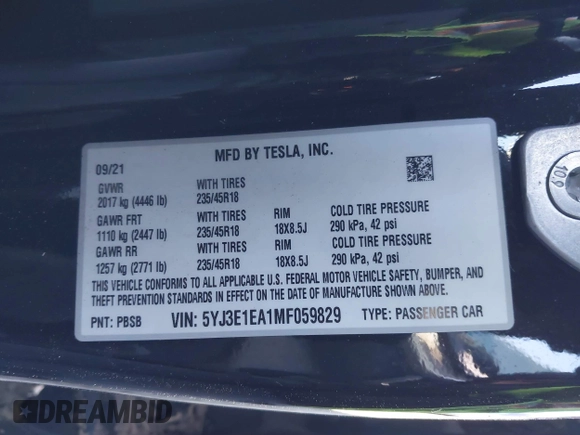 MFD BY TESLA, INC.
09/21
GVWR WITH TIRES
2017 kg (4446 lb) 235/45R18
GAWR FRT WITH TIRES RIM COLD TIRE PRESSURE
1110 kg (2447 lb) 235/45R18 18X8.5J 290 kPa, 42 psi
GAWR RR WITH TIRES RIM COLD TIRE PRESSURE
1257 kg (2771 lb) 235/45R18 18X8.5J 290 kPa, 42 psi
THIS VEHICLE CONFORMS TO ALL APPLICABLE U.S. FEDERAL MOTOR VEHICLE SAFETY, BUMPER, AND
THEFT PREVENTION STANDARDS IN EFFECT ON THE DATE OF MANUFACTURE SHOWN ABOVE.
PNT: PBSB VIN: 5YJ3E1EA1MF059829 TYPE: PASSENGER CAR
10.9
DREAMBID